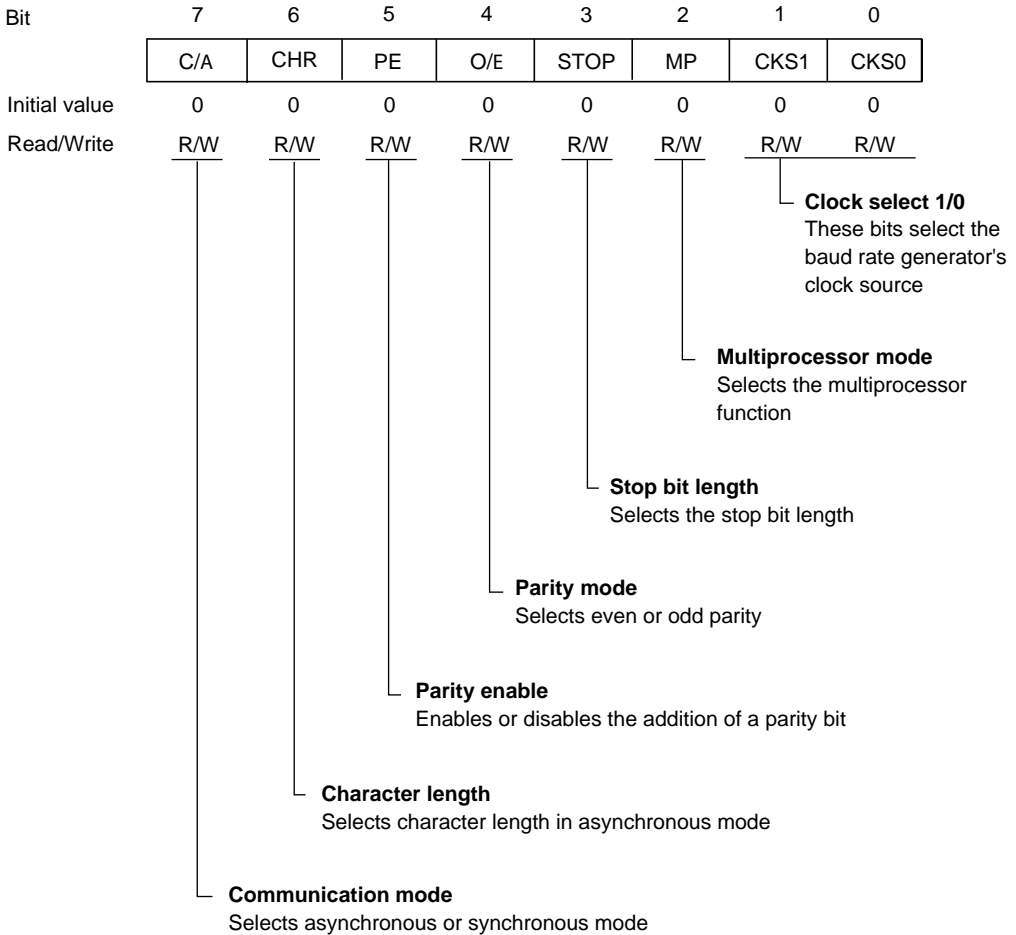 Bit 7 6 5 4 3 2 1 0
C/A CHR PE O/E STOP MP CKS1 CKS0
Initial value 0 0 0 0 0 0 0 0
Read/Write R/W R/W R/W R/W R/W R/W R/W R/W
Clock select 1/0
These bits select the
baud rate generator's
clock source
Multiprocessor mode
Selects the multiprocessor
function
Stop bit length
Selects the stop bit length
Parity mode
Selects even or odd parity
Parity enable
Enables or disables the addition of a parity bit
Character length
Selects character length in asynchronous mode
Communication mode
Selects asynchronous or synchronous mode